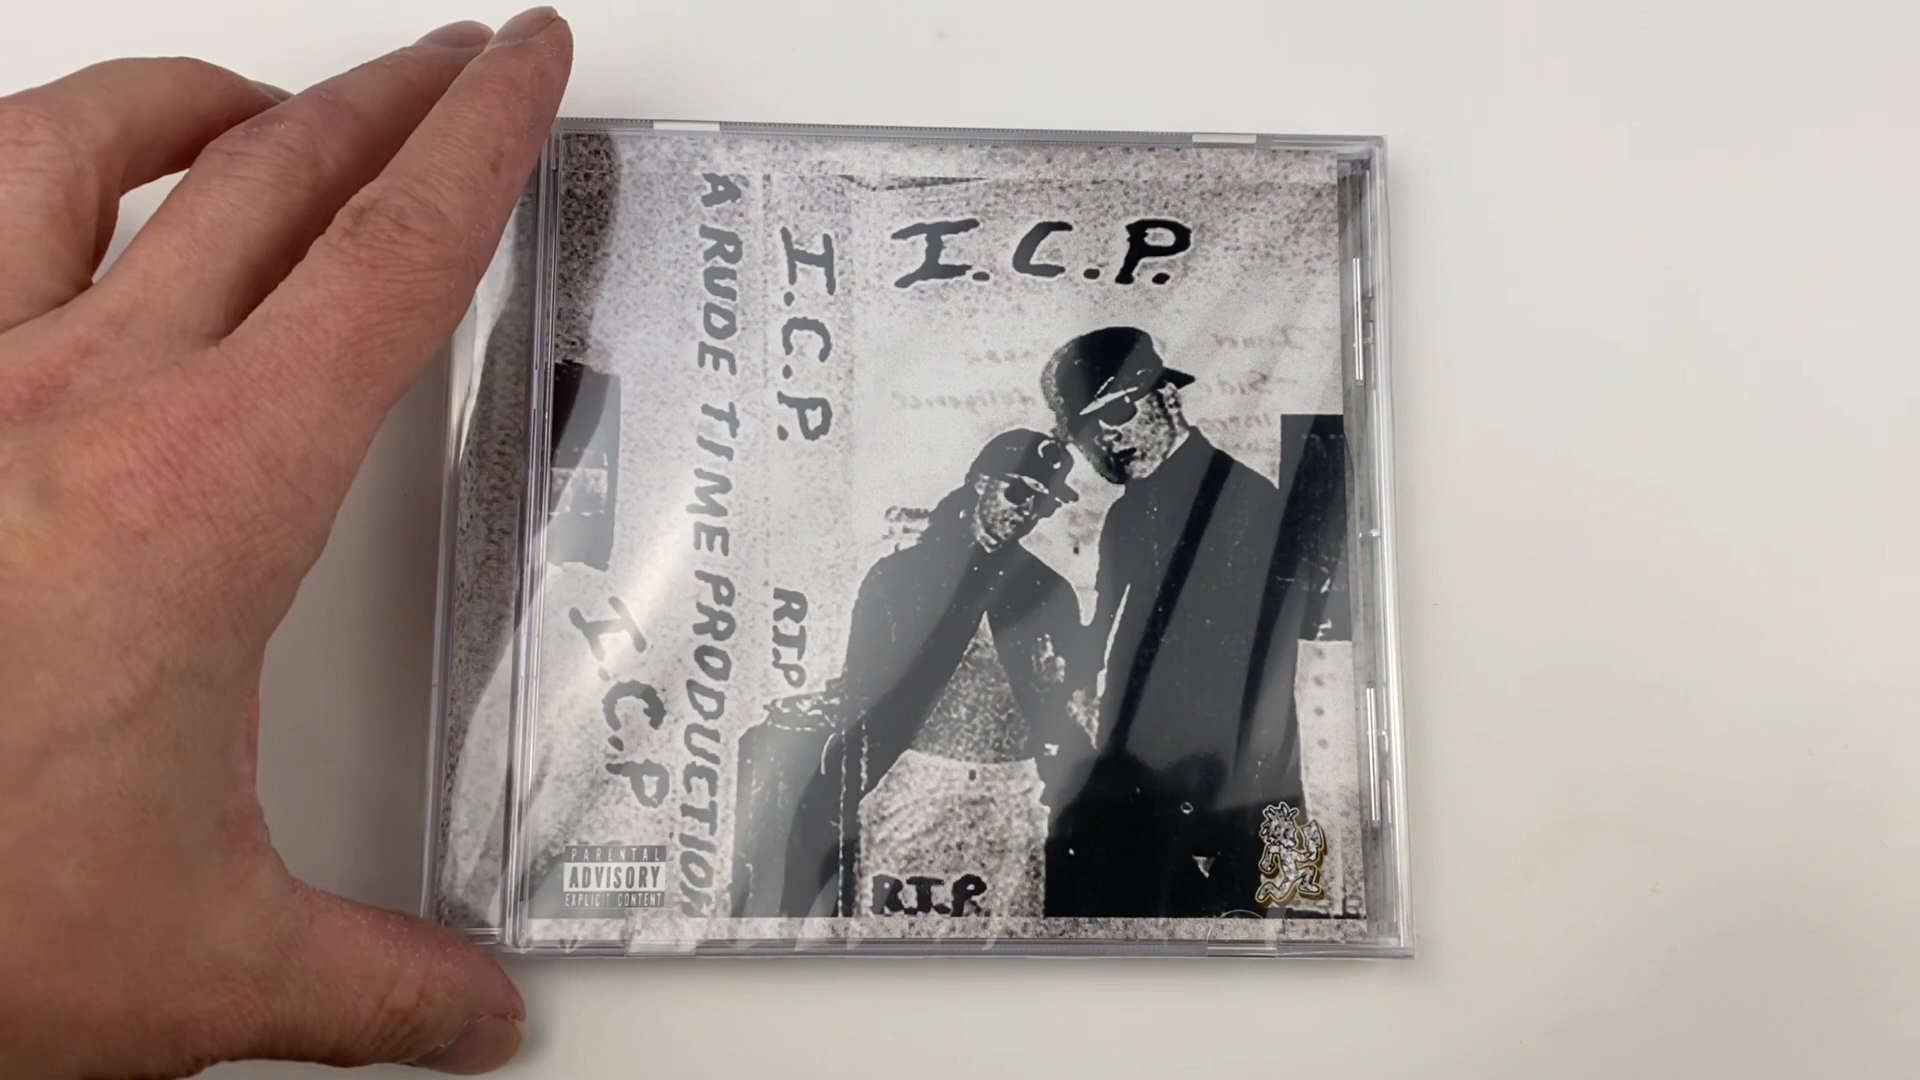 I.C.P.
A RUDE TIME PRODUCTION
I.C.P.
R.I.P
I.C.P
R.I.P.
PARENTAL
ADVISORY
EXPLICIT CONTENT